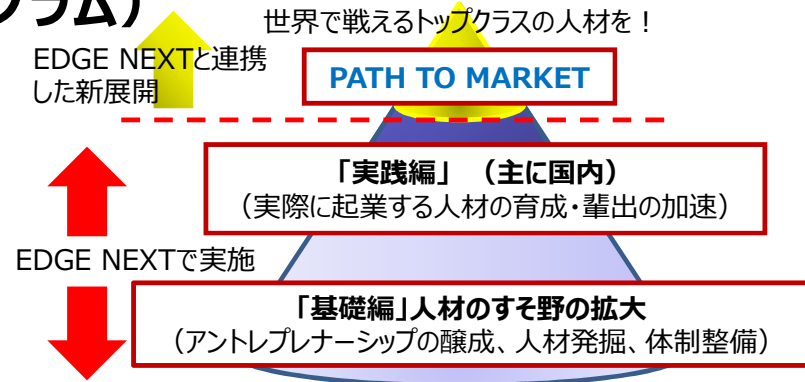 グラム）
世界で戦えるトップクラスの人材を！
EDGE NEXTと連携
した新展開
PATH TO MARKET
「実践編」（主に国内）
（実際に起業する人材の育成・輩出の加速）
EDGE NEXTで実施
「基礎編」人材のすそ野の拡大
（アントレプレナーシップの醸成、人材発掘、体制整備）